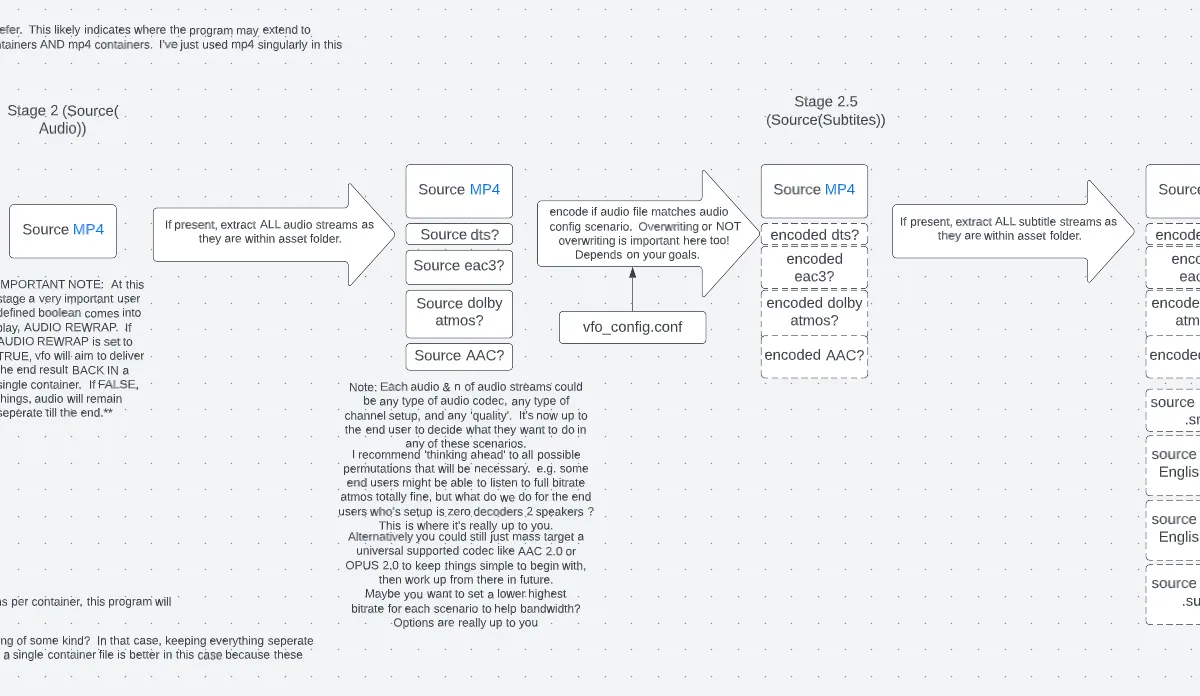 efer.  This likely indicates where the program may extend to
tainers AND mp4 containers.  I've just used mp4 singularly in this
Stage 2 (Source(
Audio))
Source MP4
If present, extract ALL audio streams as
they are within asset folder.
IMPORTANT NOTE:  At this
stage a very important user
defined boolean comes into
play, AUDIO REWRAP.  If
AUDIO REWRAP is set to
TRUE, vfo will aim to deliver
the end result BACK IN a
single container.  If FALSE,
things, audio will remain
seperate till the end.**
Source MP4
Source dts?
Source eac3?
Source dolby
atmos?
Source AAC?
Note: Each audio & n of audio streams could
be any type of audio codec, any type of
channel setup, and any 'quality'.  It's now up to
the end user to decide what they want to do in
any of these scenarios.
I recommend 'thinking ahead' to all possible
permutations that will be necessary.  e.g. some
end users might be able to listen to full bitrate
atmos totally fine, but what do we do for the end
users who's setup is zero decoders 2 speakers ?
This is where it's really up to you.
Alternatively you could still just mass target a
universal supported codec like AAC 2.0 or
OPUS 2.0 to keep things simple to begin with,
then work up from there in future.
Maybe you want to set a lower highest
bitrate for each scenario to help bandwidth?
Options are really up to you
encode if audio file matches audio
config scenario.  Overwriting or NOT
overwriting is important here too!
Depends on your goals.
vfo_config.conf
Stage 2.5
(Source(Subtites))
Source MP4
encoded dts?
encoded
eac3?
encoded dolby
atmos?
encoded AAC?
If present, extract ALL subtitle streams as
they are within asset folder.
Source
encode
enco
eac
encode
atm
encoded
source
.sr
source
Englis
source
Englis
source
.su
ns per container, this program will
ng of some kind?  In that case, keeping everything seperate
a single container file is better in this case because these